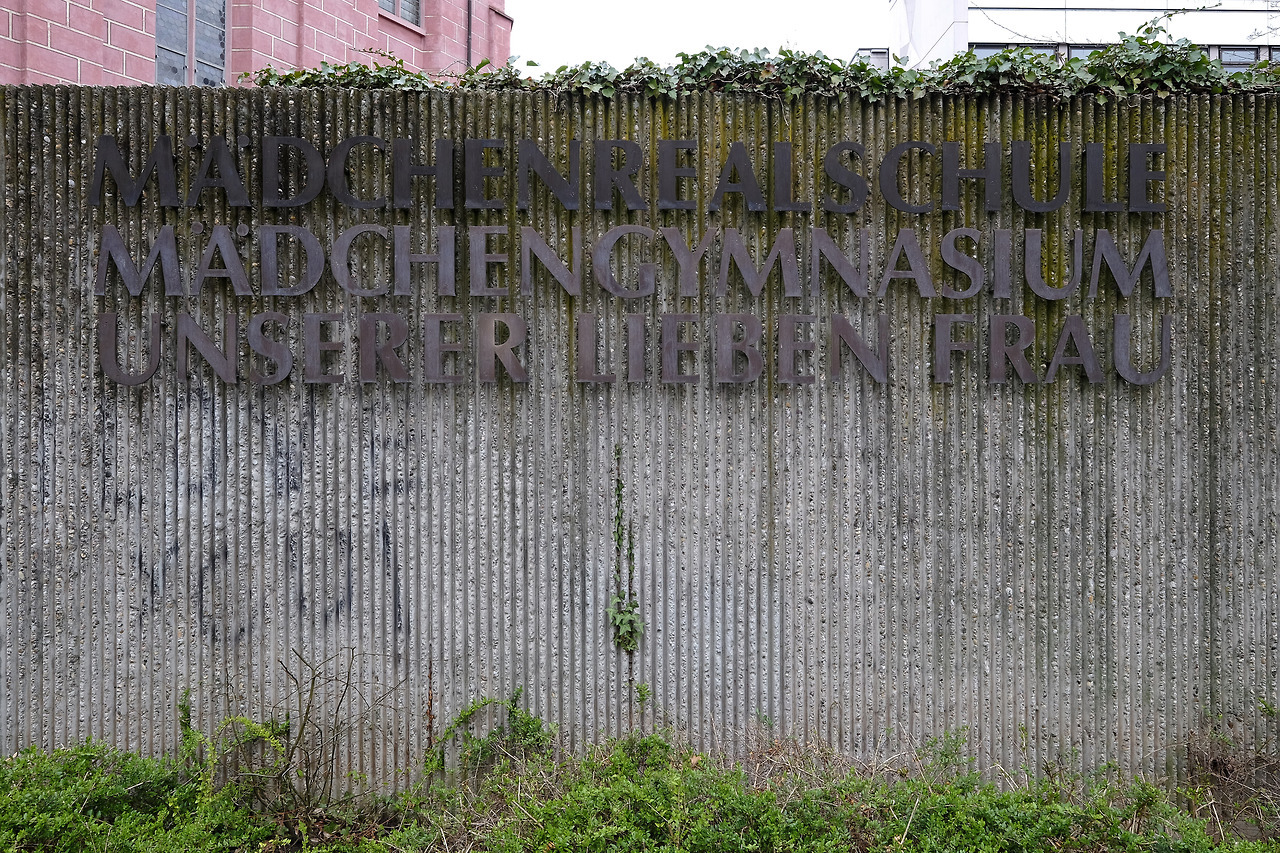 MÄDCHENREALSCHULE
MÄDCHENGYMNASIUM
UNSERER LIEBEN FRAU